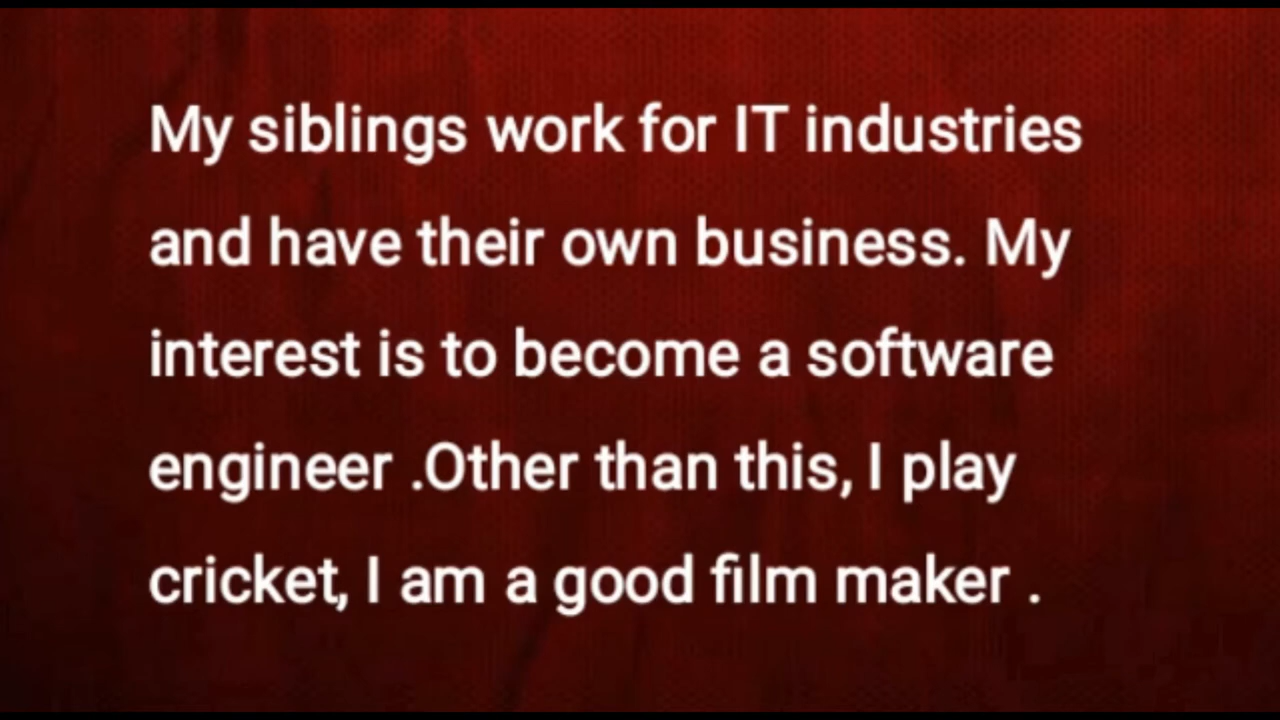 My siblings work for IT industries
and have their own business. My
interest is to become a software
engineer .Other than this, I play
cricket, I am a good film maker .